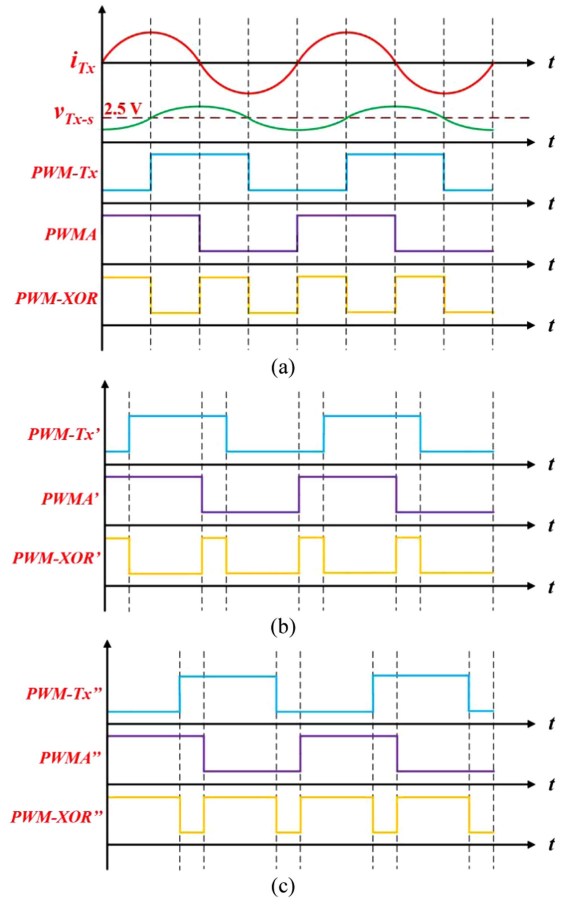 i_Tx t
v_Tx-s 2.5 V t
PWM-Tx t
PWMA t
PWM-XOR t
(a)
PWM-Tx’ t
PWMA’ t
PWM-XOR’ t
(b)
PWM-Tx” t
PWMA” t
PWM-XOR” t
(c)